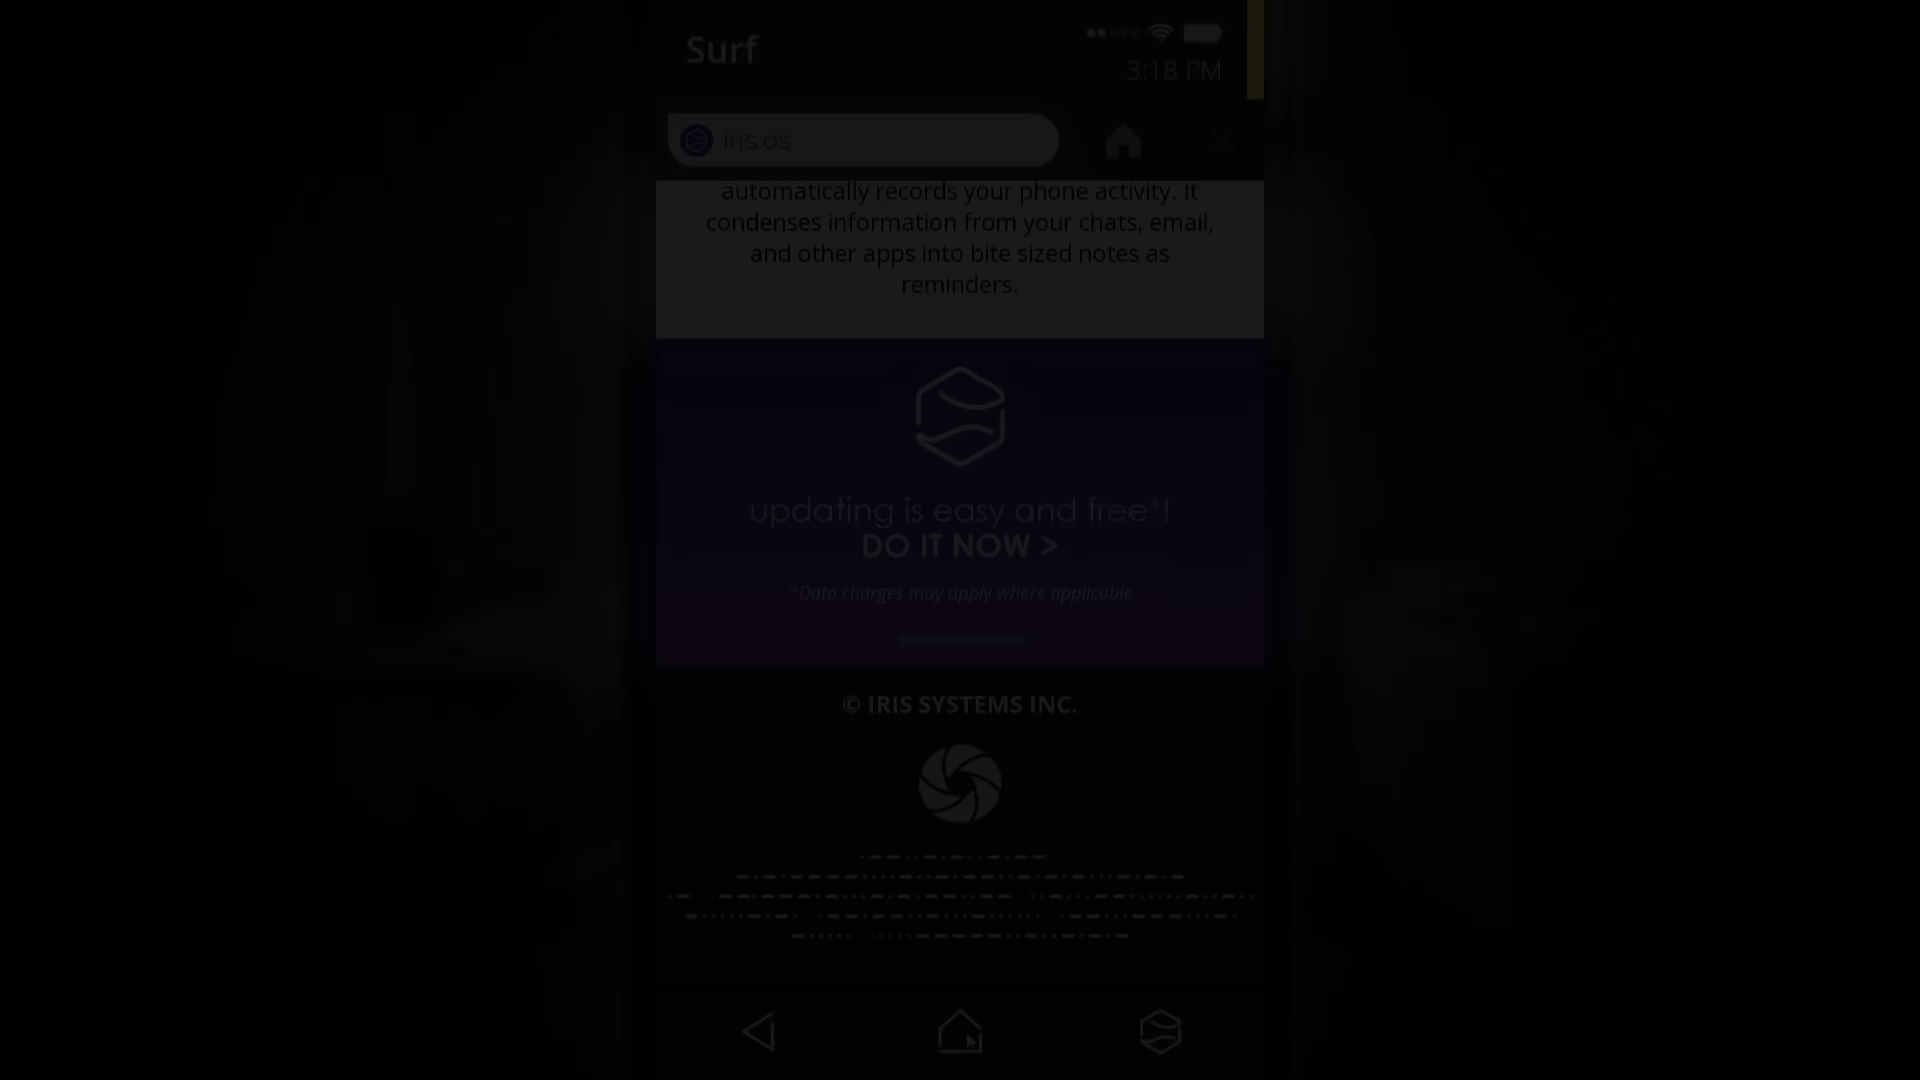 Surf
3:18 PM
iris.os
automatically records your phone activity. It
condenses information from your chats, email,
and other apps into bite sized notes as
reminders.
updating is easy and free*!
DO IT NOW >
*Data charges may apply where applicable
© IRIS SYSTEMS INC.